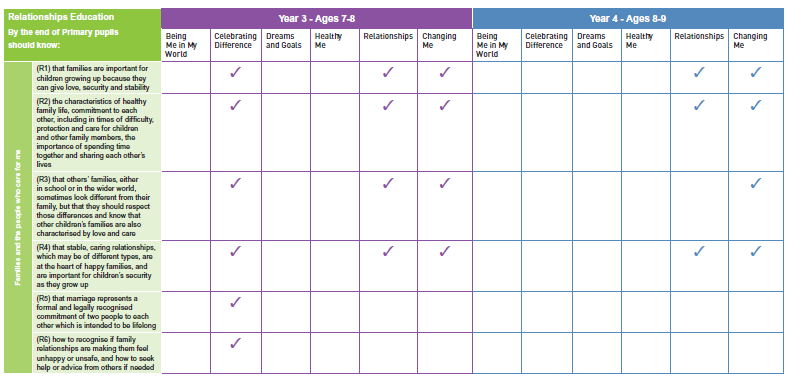 Relationships Education
By the end of Primary pupils
should know:
Year 3 - Ages 7-8
Year 4 - Ages 8-9
Being
Me in My
World
Celebrating
Difference
Dreams
and Goals
Healthy
Me
Relationships
Changing
Me
Being
Me in My
World
Celebrating
Difference
Dreams
and Goals
Healthy
Me
Relationships
Changing
Me
Families and the people who care for me
(R1) that families are important for
children growing up because they
can give love, security and stability
✓ ✓ ✓ ✓ ✓
(R2) the characteristics of healthy
family life, commitment to each
other, including in times of difficulty,
protection and care for children
and other family members, the
importance of spending time
together and sharing each other's
lives
✓ ✓ ✓ ✓ ✓
(R3) that others' families, either
in school or in the wider world,
sometimes look different from their
family, but that they should respect
those differences and know that
other children's families are also
characterised by love and care
✓ ✓ ✓ ✓
(R4) that stable, caring relationships,
which may be of different types, are
at the heart of happy families, and
are important for children's security
as they grow up
✓ ✓ ✓ ✓ ✓
(R5) that marriage represents a
formal and legally recognised
commitment of two people to each
other which is intended to be lifelong
✓
(R6) how to recognise if family
relationships are making them feel
unhappy or unsafe, and how to seek
help or advice from others if needed
✓